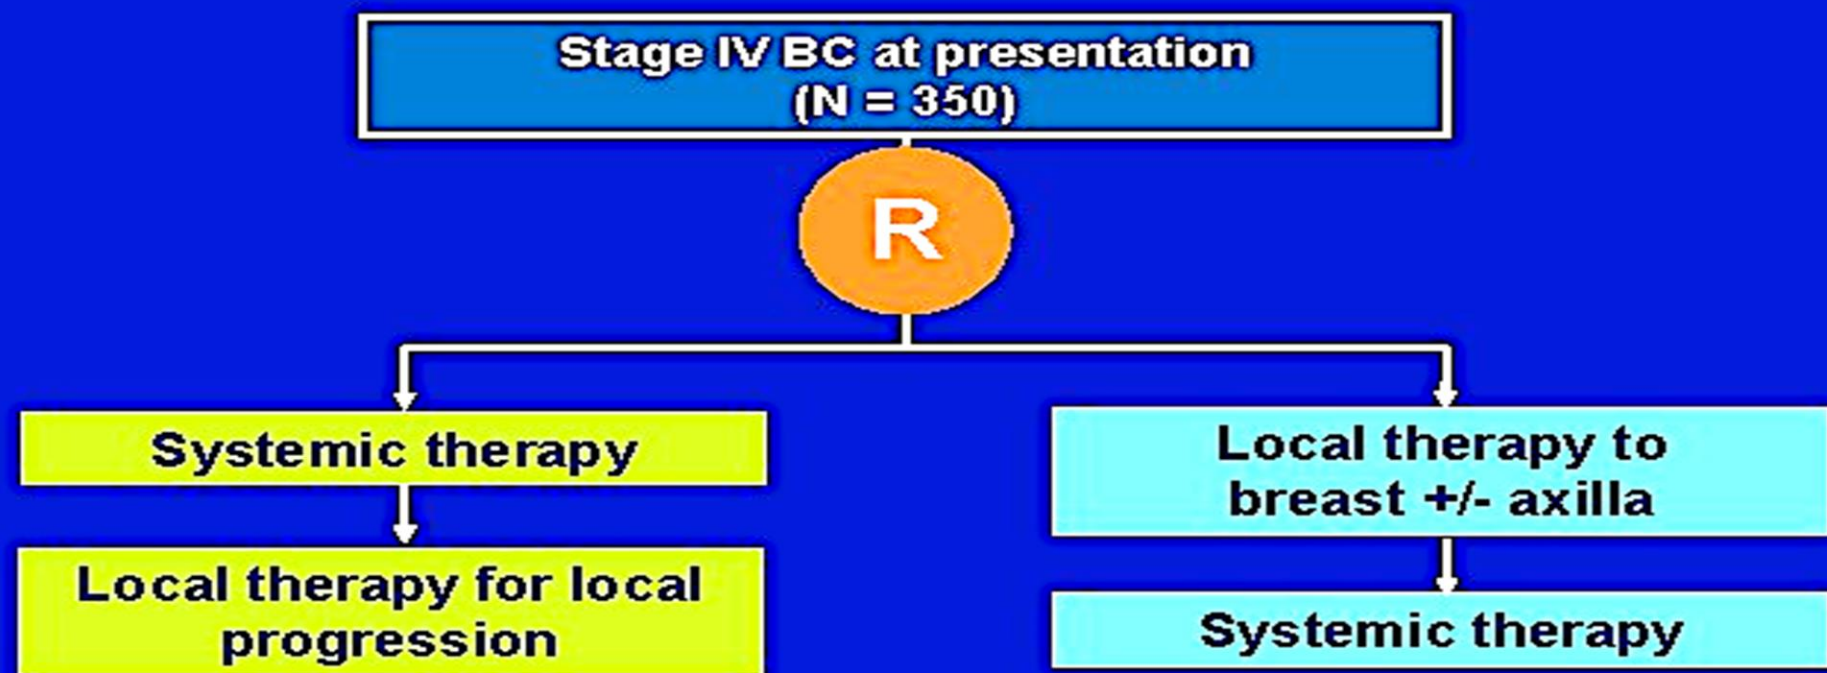 Stage IV BC at presentation
(N = 350)
R
Systemic therapy
Local therapy for local
progression
Local therapy to
breast +/- axilla
Systemic therapy